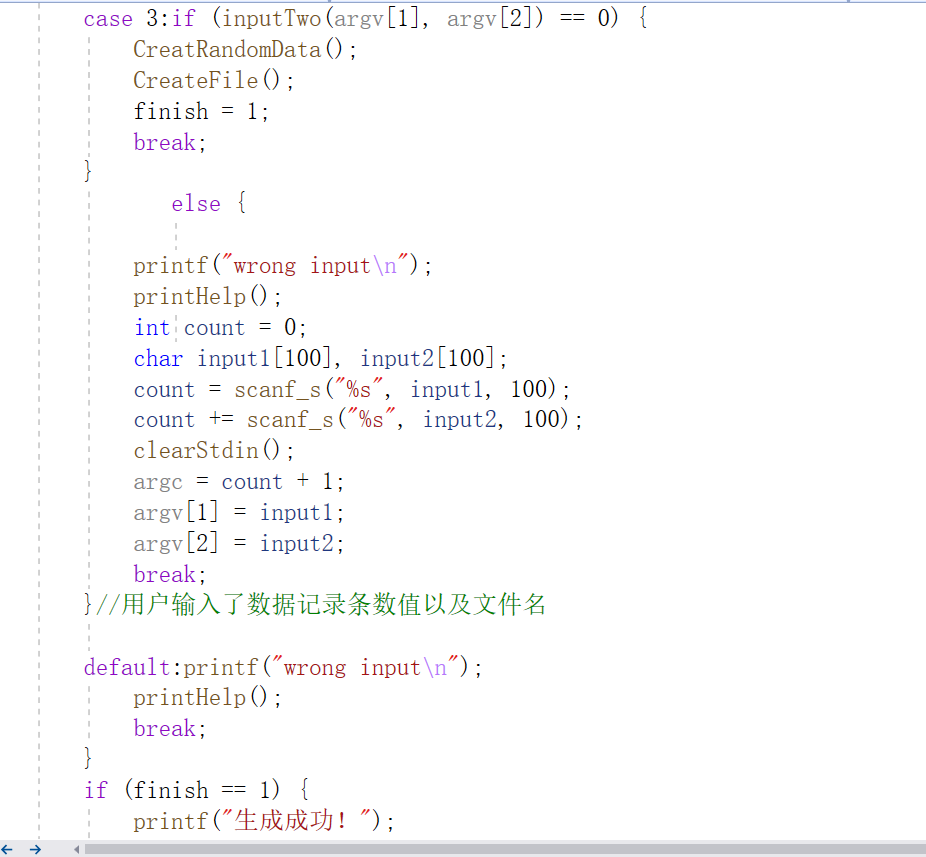 case 3:if (inputTwo(argv[1], argv[2]) == 0) {
CreatRandomData();
CreateFile();
finish = 1;
break;
}
else {
printf("wrong input\n");
printHelp();
int count = 0;
char input1[100], input2[100];
count = scanf_s("%s", input1, 100);
count += scanf_s("%s", input2, 100);
clearStdin();
argc = count + 1;
argv[1] = input1;
argv[2] = input2;
break;
}//用户输入了数据记录条数值以及文件名
default:printf("wrong input\n");
printHelp();
break;
}
if (finish == 1) {
printf("生成成功！");